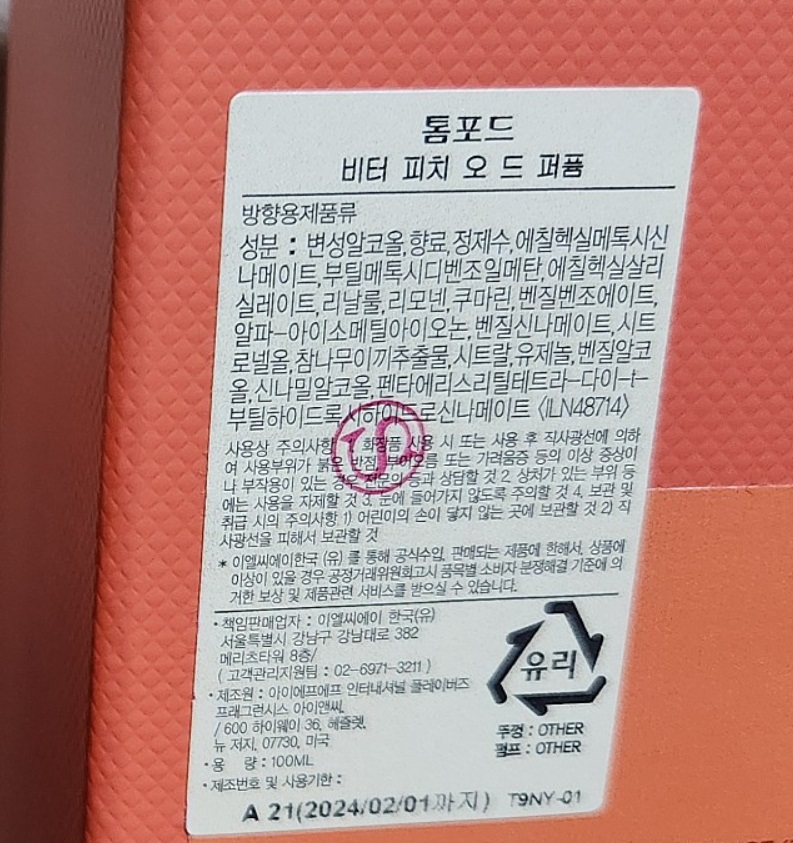 톰포드
비터 피치 오 드 퍼퓸
방향용제품류
성분 : 변성알코올,향료,정제수,에칠헥실메톡시신
나메이트,부틸메톡시디벤조일메탄,에칠헥실살리
실레이트,리날룰,리모넨,쿠마린,벤질벤조에이트,
알파-아이소메틸아이오논,벤질신나메이트,시트
로넬올,참나무이끼추출물,시트랄,유제놀,벤질알코
올,신나밀알코올,펜타에리스리틸테트라-다이-t-
부틸하이드록시하이드로신나메이트 <ILN48714>
사용상 주의사항 1. 화장품 사용 시 또는 사용 후 직사광선에 의하
여 사용부위가 붉은 반점, 부어오름 또는 가려움증 등의 이상 증상이
나 부작용이 있는 경우 전문의 등과 상담할 것 2. 상처가 있는 부위 등
에는 사용을 자제할 것 3. 눈에 들어가지 않도록 주의할 것 4. 보관 및
취급 시의 주의사항 1) 어린이의 손이 닿지 않는 곳에 보관할 것 2) 직
사광선을 피해서 보관할 것
* 이엘씨에이한국 (유) 를 통해 공식수입, 판매되는 제품에 한해서, 상품에
이상이 있을 경우 공정거래위원회고시 품목별 소비자 분쟁해결 기준에 의
거한 보상 및 제품관련 서비스를 받으실 수 있습니다.
·책임판매업자 : 이엘씨에이 한국(유)
서울특별시 강남구 강남대로 382
메리츠타워 8층/
(고객관리지원팀 : 02-6971-3211)
·제조원 : 아이에프에프 인터내셔널 플레이버즈
프래그런시스 아이앤씨.
/600 하이웨이 36, 헤즐렛,
뉴 저지, 07730, 미국
·용 량 : 100ML
·제조번호 및 사용기한 :
A 21(2024/02/01까지) T9NY-01
유리
뚜껑 : OTHER
펌프 : OTHER